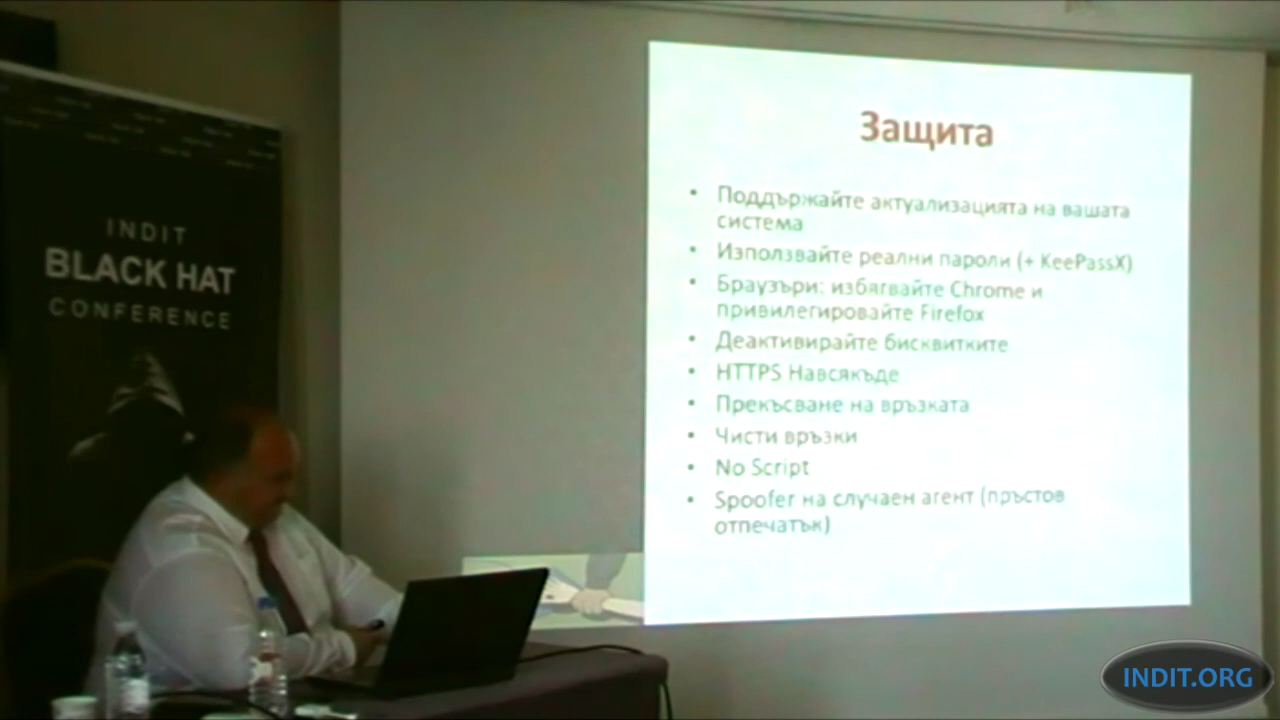 INDIT
BLACK HAT
CONFERENCE
Защита
• Поддържайте актуализацията на вашата
система
• Използвайте реални пароли (+ KeePassX)
• Браузъри: избягвайте Chrome и
привилегировайте Firefox
• Деактивирайте бисквитките
• HTTPS Навсякъде
• Прекъсване на връзката
• Чисти връзки
• No Script
• Spoofer на случаен агент (пръстов
отпечатък)
INDIT.ORG